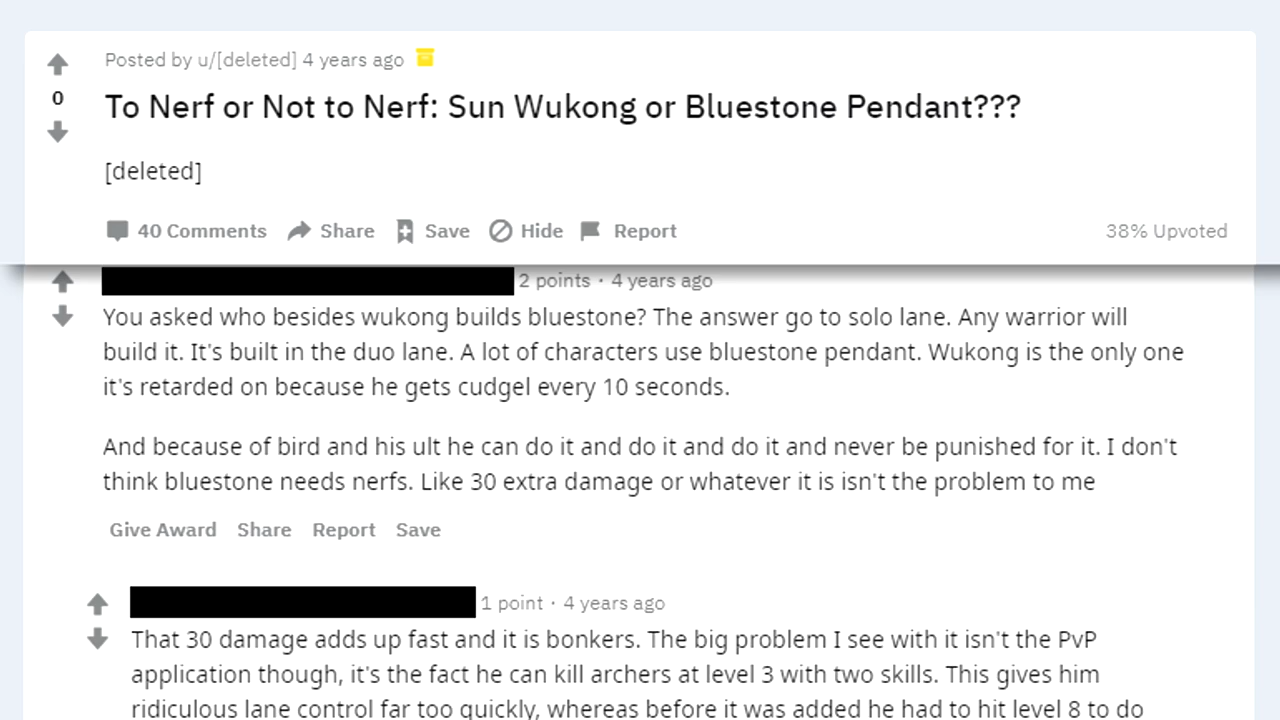 Posted by u/[deleted] 4 years ago
0
To Nerf or Not to Nerf: Sun Wukong or Bluestone Pendant???
[deleted]
40 Comments Share Save Hide Report 38% Upvoted
2 points · 4 years ago
You asked who besides wukong builds bluestone? The answer go to solo lane. Any warrior will
build it. It's built in the duo lane. A lot of characters use bluestone pendant. Wukong is the only one
it's retarded on because he gets cudgel every 10 seconds.
And because of bird and his ult he can do it and do it and do it and never be punished for it. I don't
think bluestone needs nerfs. Like 30 extra damage or whatever it is isn't the problem to me
Give Award Share Report Save
1 point · 4 years ago
That 30 damage adds up fast and it is bonkers. The big problem I see with it isn't the PvP
application though, it's the fact he can kill archers at level 3 with two skills. This gives him
ridiculous lane control far too quickly, whereas before it was added he had to hit level 8 to do